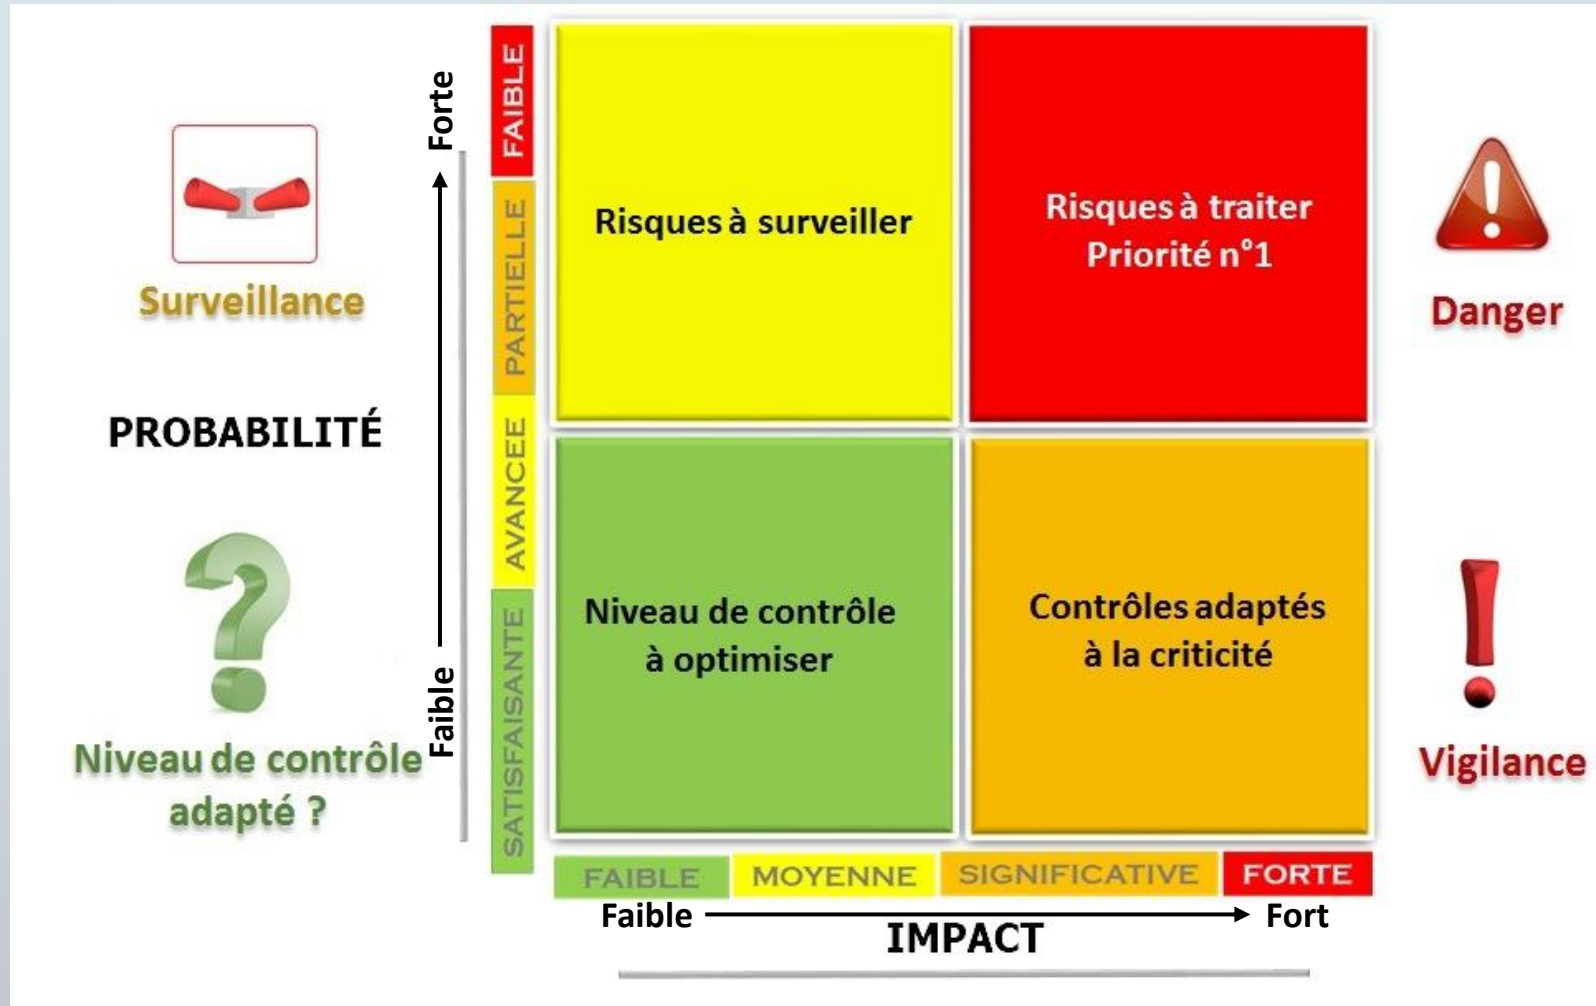 Forte
FAIBLE
Surveillance
PARTIELLE
Risques à surveiller
Risques à traiter
Priorité n°1
Danger
PROBABILITÉ
AVANCEE
Niveau de contrôle
à optimiser
Contrôles adaptés
à la criticité
SATISFAISANTE
Faible
Niveau de contrôle
adapté ?
Vigilance
FAIBLE
MOYENNE
SIGNIFICATIVE
FORTE
Faible
Fort
IMPACT